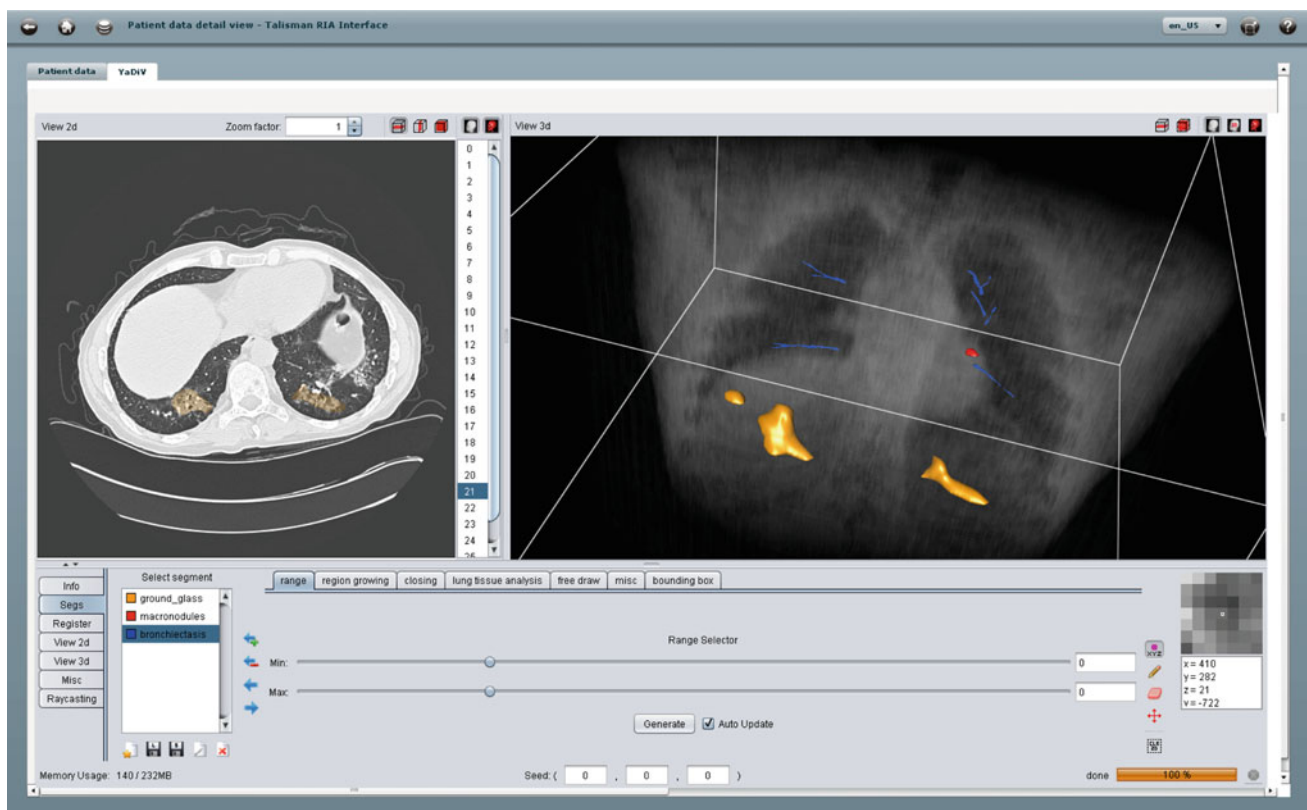 Patient data detail view - Talisman RIA Interface
en_US
Patient data
YaDiV
View 2d
Zoom factor:
1
View 3d
0
1
2
3
4
5
6
7
8
9
10
11
12
13
14
15
16
17
18
19
20
21
22
23
24
Info
Segs
Register
View 2d
View 3d
Misc
Raycasting
Select segment
ground_glass
macronodules
bronchiectasis
range
region growing
closing
lung tissue analysis
free draw
misc
bounding box
Range Selector
Min:
0
Max:
0
Generate
Auto Update
XYZ
x = 410
y = 282
z = 21
v = -722
Memory Usage: 140 / 232MB
Seed: ( 0 , 0 , 0 )
done
100 %